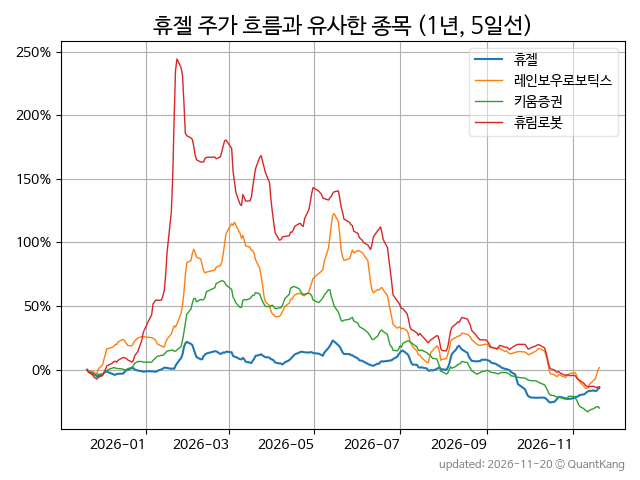 휴젤 주가 흐름과 유사한 종목 (1년, 5일선)
휴젤
레인보우로보틱스
키움증권
휴림로봇
250%
200%
150%
100%
50%
0%
2026-01
2026-03
2026-05
2026-07
2026-09
2026-11
updated: 2026-11-20 © QuantKang